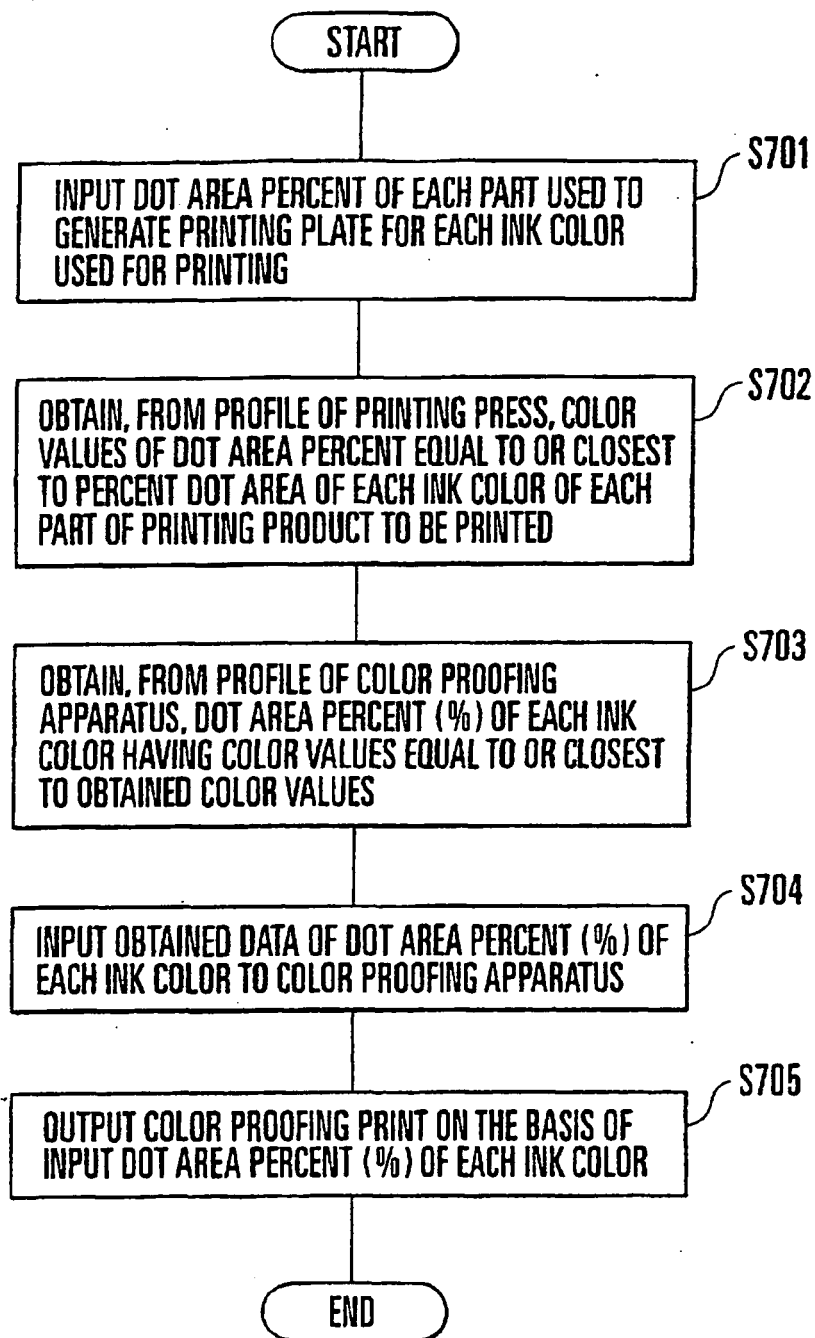 START
S701
INPUT DOT AREA PERCENT OF EACH PART USED TO
GENERATE PRINTING PLATE FOR EACH INK COLOR
USED FOR PRINTING
S702
OBTAIN, FROM PROFILE OF PRINTING PRESS, COLOR
VALUES OF DOT AREA PERCENT EQUAL TO OR CLOSEST
TO PERCENT DOT AREA OF EACH INK COLOR OF EACH
PART OF PRINTING PRODUCT TO BE PRINTED
S703
OBTAIN, FROM PROFILE OF COLOR PROOFING
APPARATUS, DOT AREA PERCENT (%) OF EACH INK
COLOR HAVING COLOR VALUES EQUAL TO OR CLOSEST
TO OBTAINED COLOR VALUES
S704
INPUT OBTAINED DATA OF DOT AREA PERCENT (%) OF
EACH INK COLOR TO COLOR PROOFING APPARATUS
S705
OUTPUT COLOR PROOFING PRINT ON THE BASIS OF
INPUT DOT AREA PERCENT (%) OF EACH INK COLOR
END